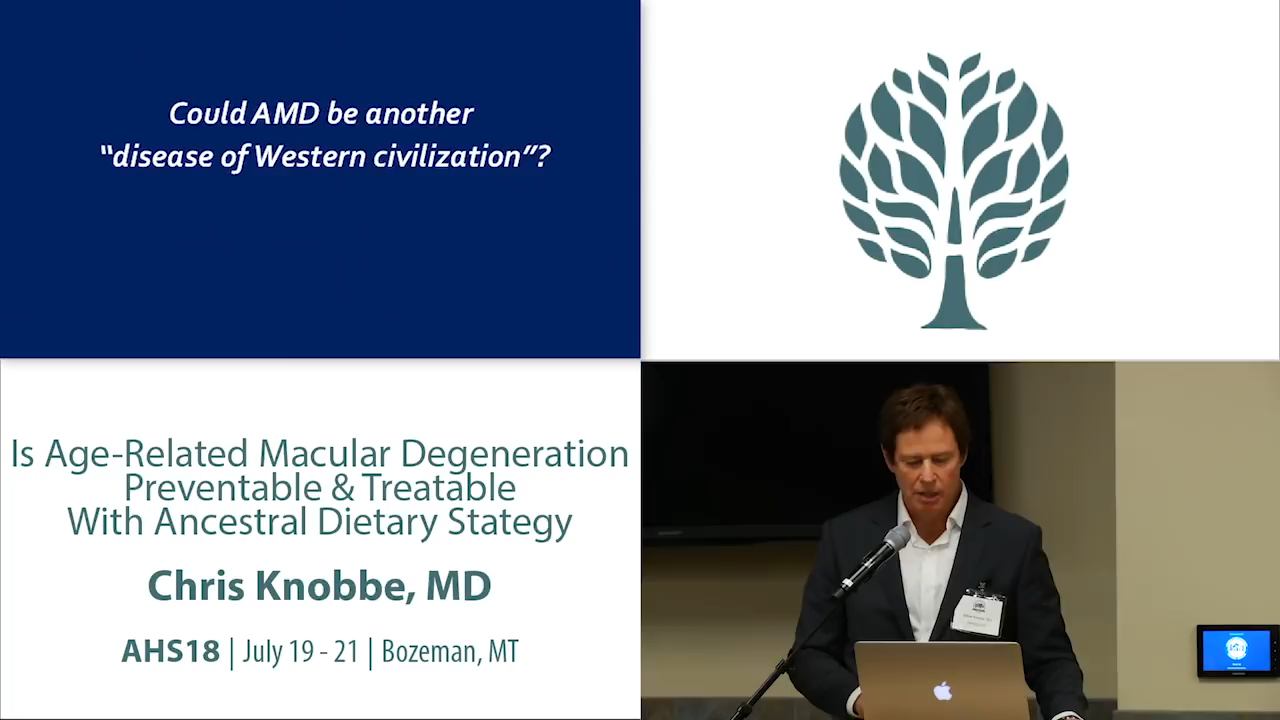 Could AMD be another
“disease of Western civilization”?
Is Age-Related Macular Degeneration
Preventable & Treatable
With Ancestral Dietary Stategy
Chris Knobbe, MD
AHS18 | July 19 - 21 | Bozeman, MT